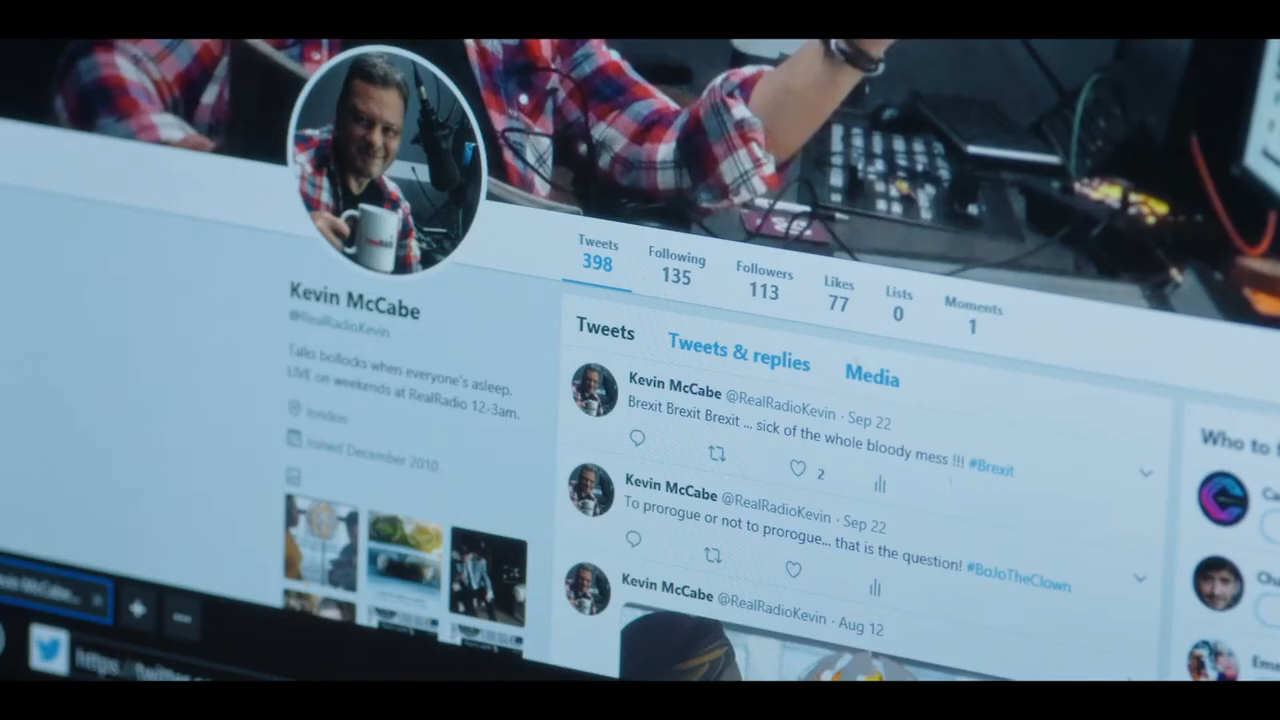 Tweets Following Followers Likes Lists Moments
398 135 113 77 0 1
Kevin McCabe
@RealRadioKevin
Talks bollocks when everyone's asleep.
LIVE on weekends at RealRadio 12-3am.
london
Joined December 2010
Tweets Tweets & replies Media
Kevin McCabe @RealRadioKevin · Sep 22
Brexit Brexit Brexit ... sick of the whole bloody mess !!! #Brexit
2
Kevin McCabe @RealRadioKevin · Sep 22
To prorogue or not to prorogue... that is the question! #BoJoTheClown
Kevin McCabe @RealRadioKevin · Aug 12
Who to
McCabe...